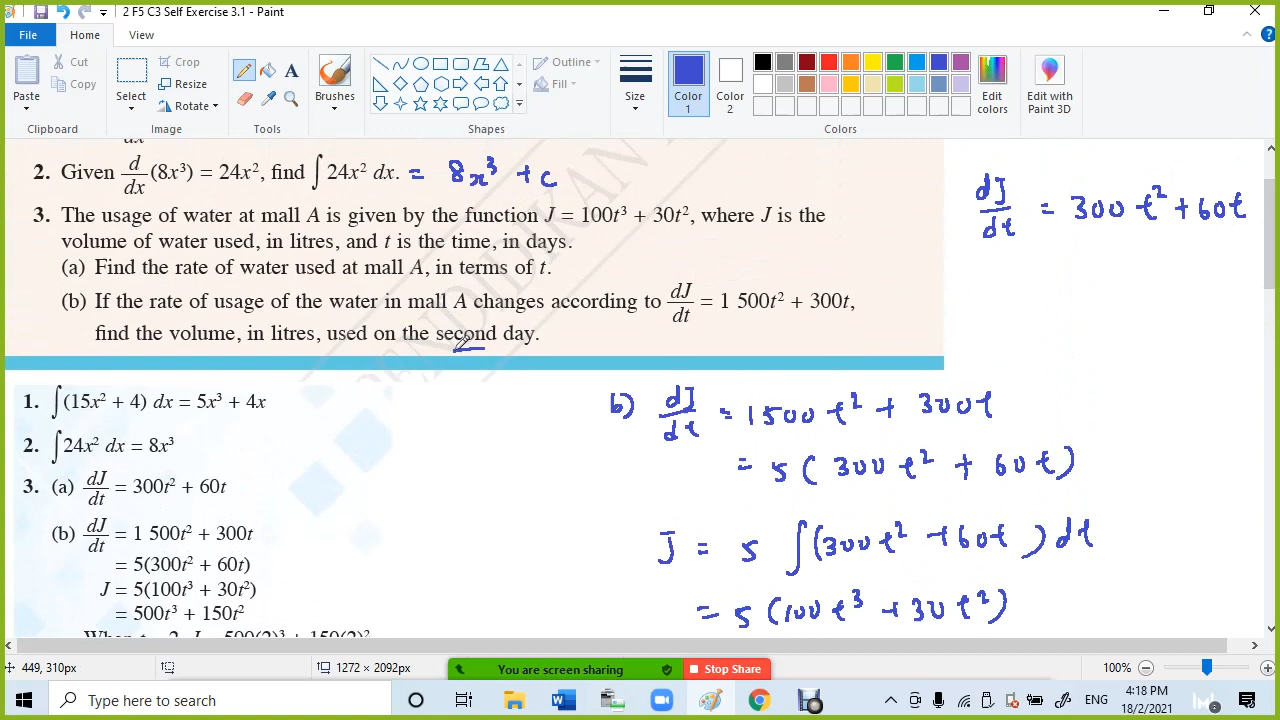 2 F5 C3 Self Exercise 3.1 - Paint
File Home View
Paste Cut Copy Clipboard
Select Crop Resize Rotate Image
Tools
Brushes
Shapes Outline Fill
Size
Color 1 Color 2 Edit colors Colors
Edit with Paint 3D
2. Given d/dx (8x³) = 24x², find ∫ 24x² dx. = 8x³ + c
dJ/dt = 300t² + 60t
3. The usage of water at mall A is given by the function J = 100t³ + 30t², where J is the
volume of water used, in litres, and t is the time, in days.
(a) Find the rate of water used at mall A, in terms of t.
(b) If the rate of usage of the water in mall A changes according to dJ/dt = 1 500t² + 300t,
find the volume, in litres, used on the second day.
1. ∫(15x² + 4) dx = 5x³ + 4x
2. ∫24x² dx = 8x³
3. (a) dJ/dt = 300t² + 60t
(b) dJ/dt = 1 500t² + 300t
= 5(300t² + 60t)
J = 5(100t³ + 30t²)
= 500t³ + 150t²
b) dJ/dt = 1500t² + 300t
= 5 (300t² + 60t)
J = 5 ∫(300t² + 60t) dt
= 5 (100t³ + 30t²)
449, 310px
1272 × 2092px
100%
You are screen sharing
Stop Share
Type here to search
ENG
4:18 PM
18/2/2021